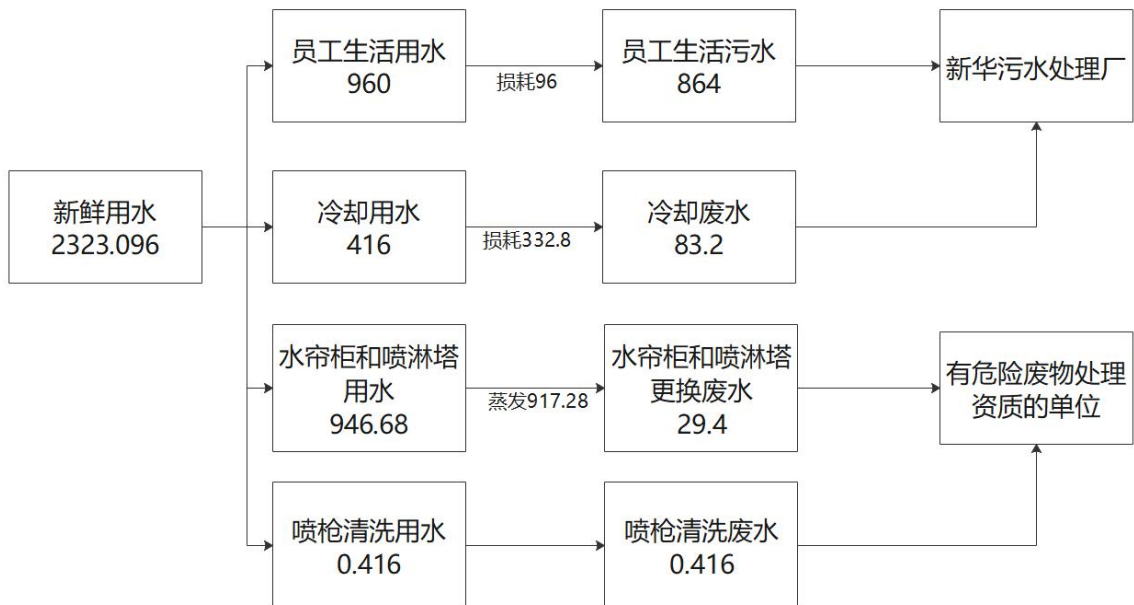 员工生活用水
960
损耗96
员工生活污水
864
新华污水处理厂
新鲜用水
2323.096
冷却用水
416
损耗332.8
冷却废水
83.2
水帘柜和喷淋塔
用水
946.68
蒸发917.28
水帘柜和喷淋塔
更换废水
29.4
有危险废物处理
资质的单位
喷枪清洗用水
0.416
喷枪清洗废水
0.416